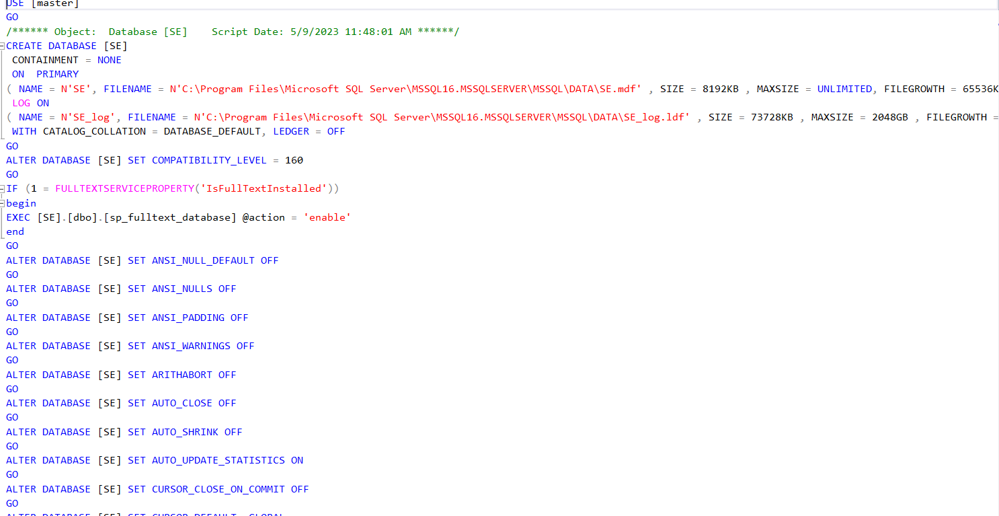 USE [master]
GO
/****** Object:  Database [SE]    Script Date: 5/9/2023 11:48:01 AM ******/
CREATE DATABASE [SE]
 CONTAINMENT = NONE
 ON  PRIMARY
( NAME = N'SE', FILENAME = N'C:\Program Files\Microsoft SQL Server\MSSQL16.MSSQLSERVER\MSSQL\DATA\SE.mdf' , SIZE = 8192KB , MAXSIZE = UNLIMITED, FILEGROWTH = 65536K
 LOG ON
( NAME = N'SE_log', FILENAME = N'C:\Program Files\Microsoft SQL Server\MSSQL16.MSSQLSERVER\MSSQL\DATA\SE_log.ldf' , SIZE = 73728KB , MAXSIZE = 2048GB , FILEGROWTH =
 WITH CATALOG_COLLATION = DATABASE_DEFAULT, LEDGER = OFF
GO
ALTER DATABASE [SE] SET COMPATIBILITY_LEVEL = 160
GO
IF (1 = FULLTEXTSERVICEPROPERTY('IsFullTextInstalled'))
begin
EXEC [SE].[dbo].[sp_fulltext_database] @action = 'enable'
end
GO
ALTER DATABASE [SE] SET ANSI_NULL_DEFAULT OFF
GO
ALTER DATABASE [SE] SET ANSI_NULLS OFF
GO
ALTER DATABASE [SE] SET ANSI_PADDING OFF
GO
ALTER DATABASE [SE] SET ANSI_WARNINGS OFF
GO
ALTER DATABASE [SE] SET ARITHABORT OFF
GO
ALTER DATABASE [SE] SET AUTO_CLOSE OFF
GO
ALTER DATABASE [SE] SET AUTO_SHRINK OFF
GO
ALTER DATABASE [SE] SET AUTO_UPDATE_STATISTICS ON
GO
ALTER DATABASE [SE] SET CURSOR_CLOSE_ON_COMMIT OFF
GO
ALTER DATABASE [SE] SET CURSOR_DEFAULT  GLOBAL